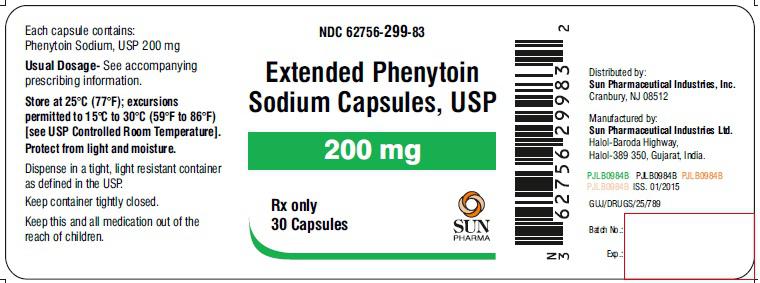 Each capsule contains:
Phenytoin Sodium, USP 200 mg
Usual Dosage- See accompanying
prescribing information.
Store at 25°C (77°F); excursions
permitted to 15°C to 30°C (59°F to 86°F)
[see USP Controlled Room Temperature].
Protect from light and moisture.
Dispense in a tight, light resistant container
as defined in the USP.
Keep container tightly closed.
Keep this and all medication out of the
reach of children.
NDC 62756-299-83
Extended Phenytoin
Sodium Capsules, USP
200 mg
Rx only
30 Capsules
SUN
PHARMA
N3 62756 29983 2
Distributed by:
Sun Pharmaceutical Industries, Inc.
Cranbury, NJ 08512
Manufactured by:
Sun Pharmaceutical Industries Ltd.
Halol-Baroda Highway,
Halol-389 350, Gujarat, India.
PJLB0984B PJLB0984B PJLB0984B
PJLB0984B ISS. 01/2015
GUJ/DRUGS/25/789
Batch No.:
Exp.: